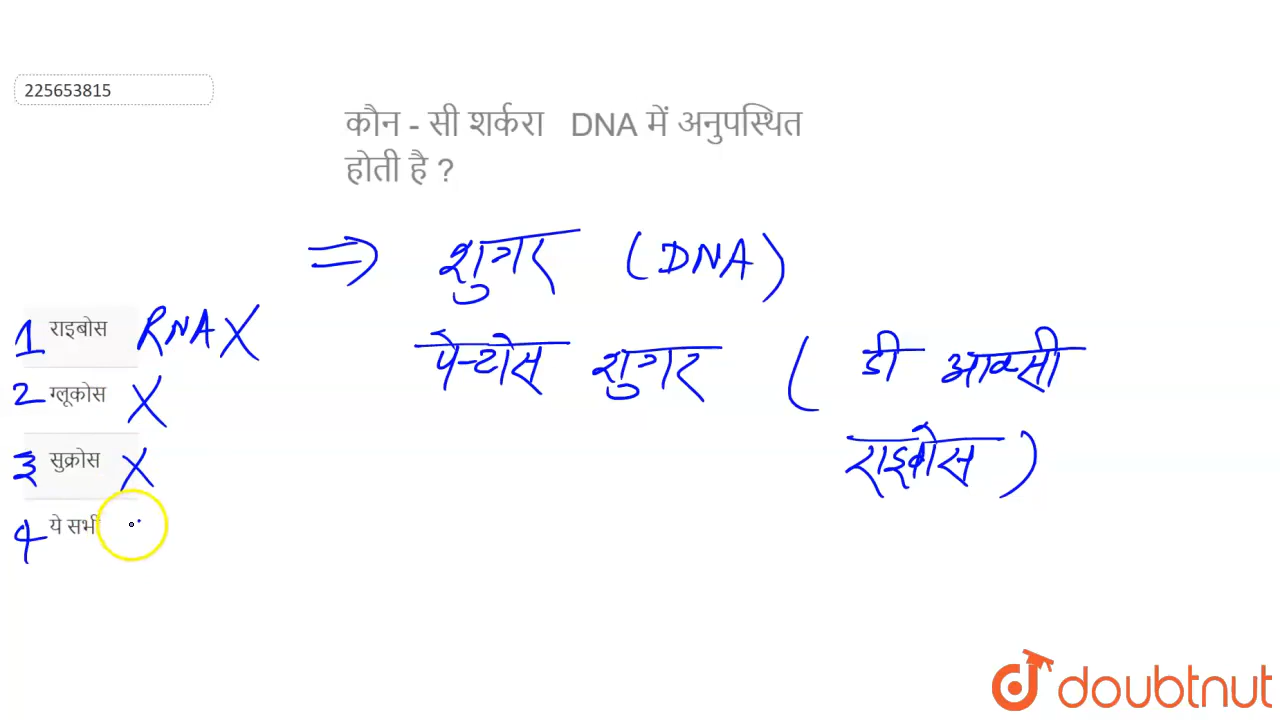 225653815
कौन - सी शर्करा DNA में अनुपस्थित
होती है ?
⇒ शुगर (DNA)
पेन्टोस शुगर ( डी आक्सी
राइबोस )
1 राइबोस RNA X
2 ग्लूकोस X
3 सुक्रोस X
4 ये सभी
doubtnut